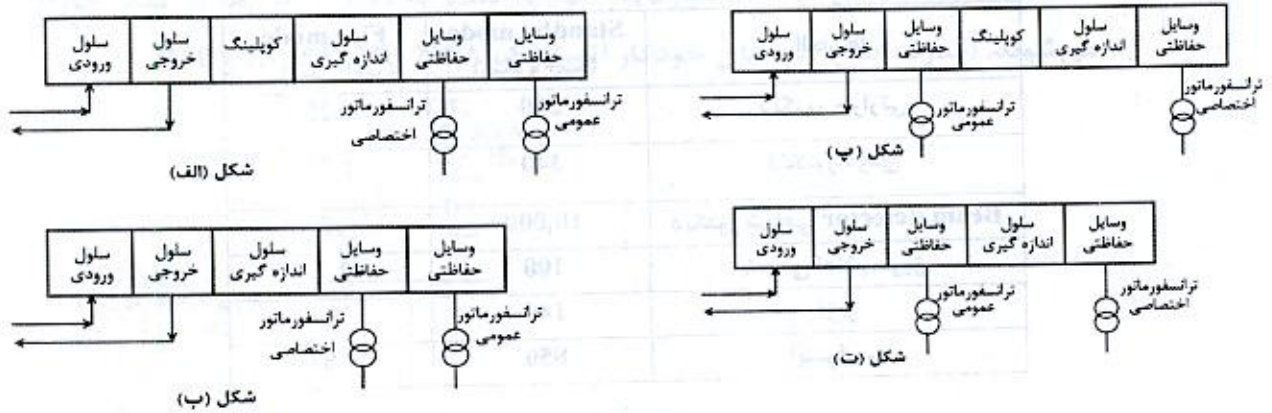 سلول ورودی
سلول خروجی
کوپلینگ
سلول اندازه گیری
وسایل حفاظتی
وسایل حفاظتی
ترانسفورماتور اختصاصی
ترانسفورماتور عمومی
شکل (الف)
سلول ورودی
سلول خروجی
وسایل حفاظتی
کوپلینگ
سلول اندازه گیری
وسایل حفاظتی
ترانسفورماتور عمومی
ترانسفورماتور اختصاصی
شکل (پ)
سلول ورودی
سلول خروجی
سلول اندازه گیری
وسایل حفاظتی
وسایل حفاظتی
ترانسفورماتور اختصاصی
ترانسفورماتور عمومی
شکل (ب)
سلول ورودی
سلول خروجی
وسایل حفاظتی
سلول اندازه گیری
وسایل حفاظتی
ترانسفورماتور عمومی
ترانسفورماتور اختصاصی
شکل (ت)